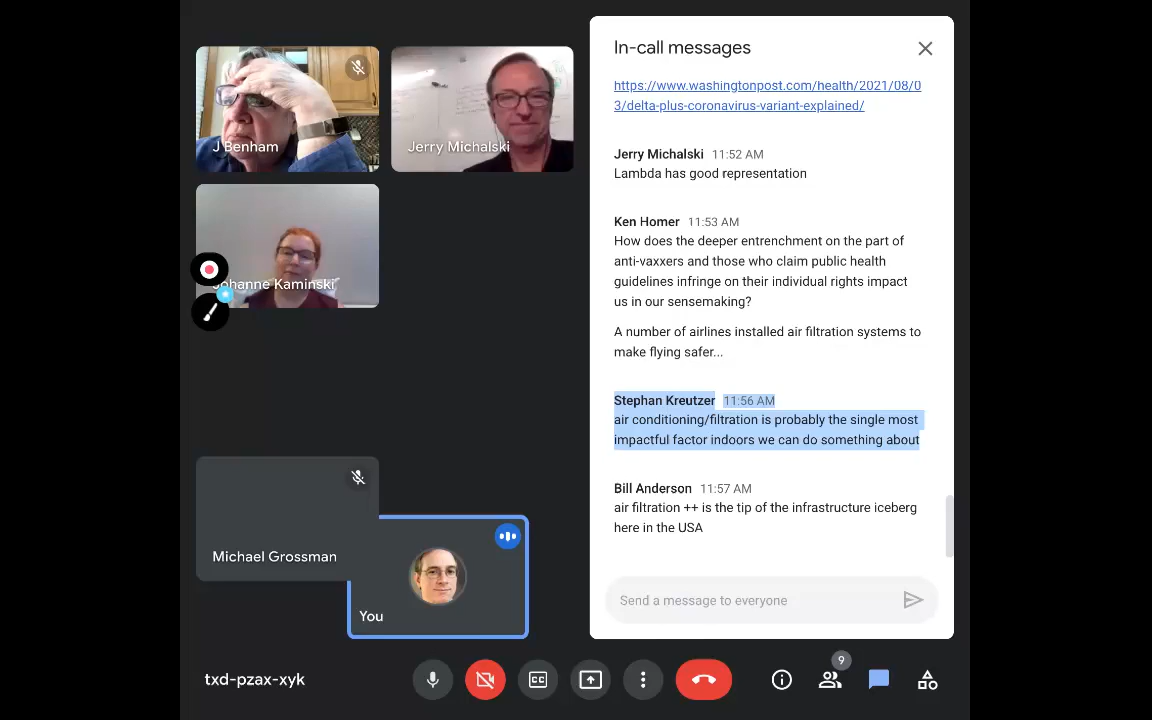 In-call messages
https://www.washingtonpost.com/health/2021/08/0
3/delta-plus-coronavirus-variant-explained/
Jerry Michalski 11:52 AM
Lambda has good representation
Ken Homer 11:53 AM
How does the deeper entrenchment on the part of
anti-vaxxers and those who claim public health
guidelines infringe on their individual rights impact
us in our sensemaking?
A number of airlines installed air filtration systems to
make flying safer...
Stephan Kreutzer 11:56 AM
air conditioning/filtration is probably the single most
impactful factor indoors we can do something about
Bill Anderson 11:57 AM
air filtration ++ is the tip of the infrastructure iceberg
here in the USA
Send a message to everyone
J Benham
Jerry Michalski
Johanne Kaminski
Michael Grossman
You
txd-pzax-xyk
CC
9